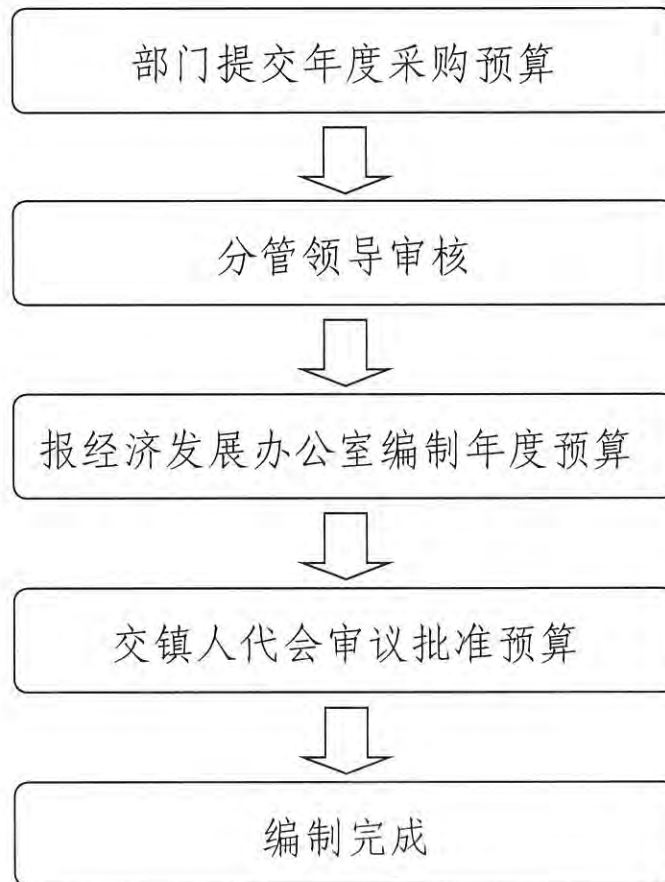 部门提交年度采购预算
分管领导审核
报经济发展办公室编制年度预算
交镇人代会审议批准预算
编制完成